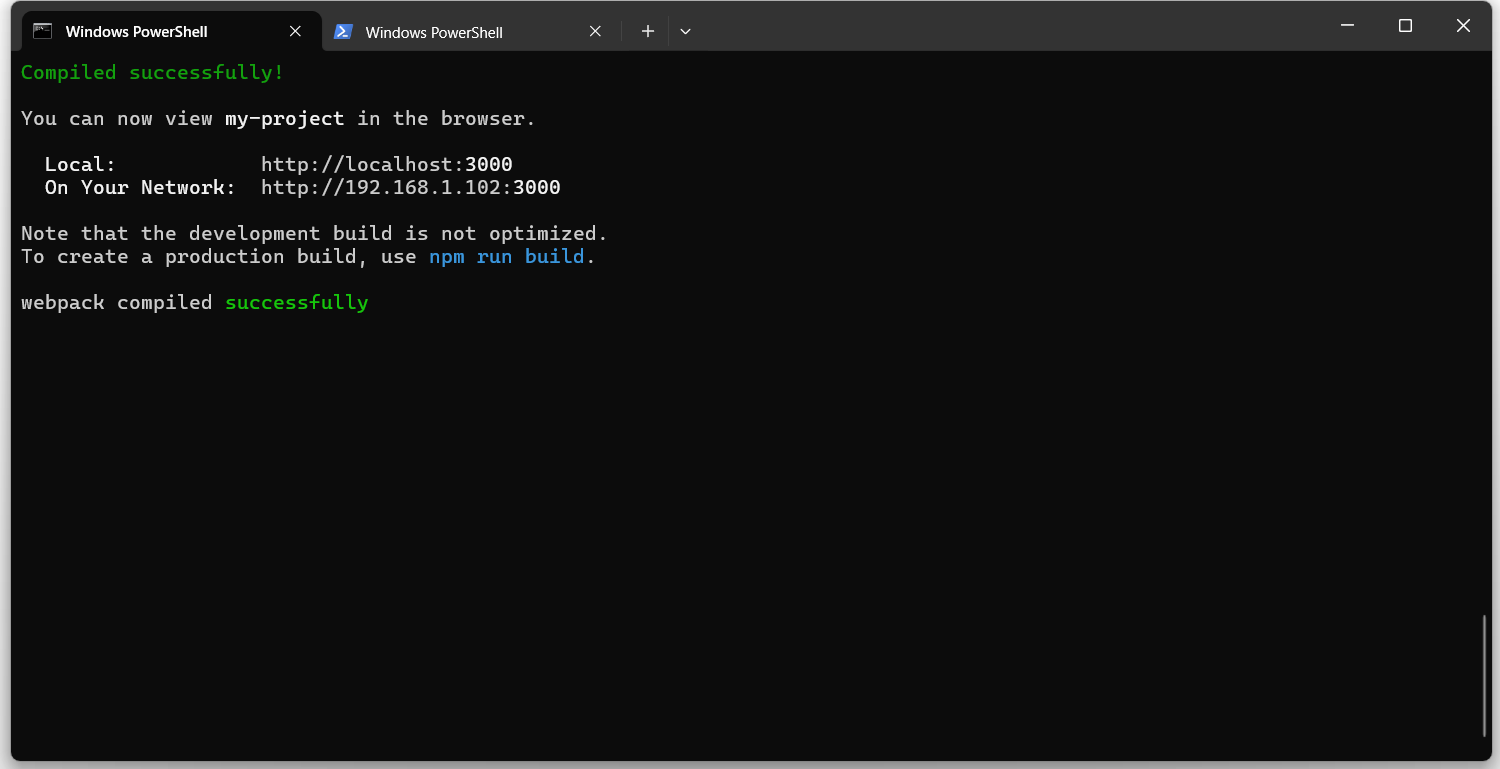 Windows PowerShell
Windows PowerShell
Compiled successfully!
You can now view my-project in the browser.
Local: http://localhost:3000
On Your Network: http://192.168.1.102:3000
Note that the development build is not optimized.
To create a production build, use npm run build.
webpack compiled successfully